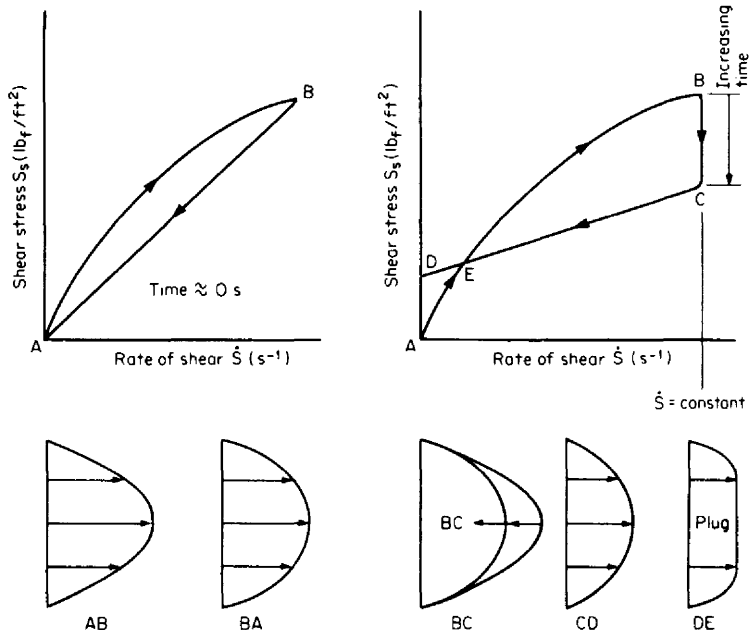 Shear stress Sₛ (lb_f/ft²)
B
Time ≈ 0 s
A
Rate of shear Ṡ (s⁻¹)
Shear stress Sₛ (lb_f/ft²)
B
Increasing
time
C
D
E
A
Rate of shear Ṡ (s⁻¹)
Ṡ = constant
BC
Plug
AB
BA
BC
CD
DE